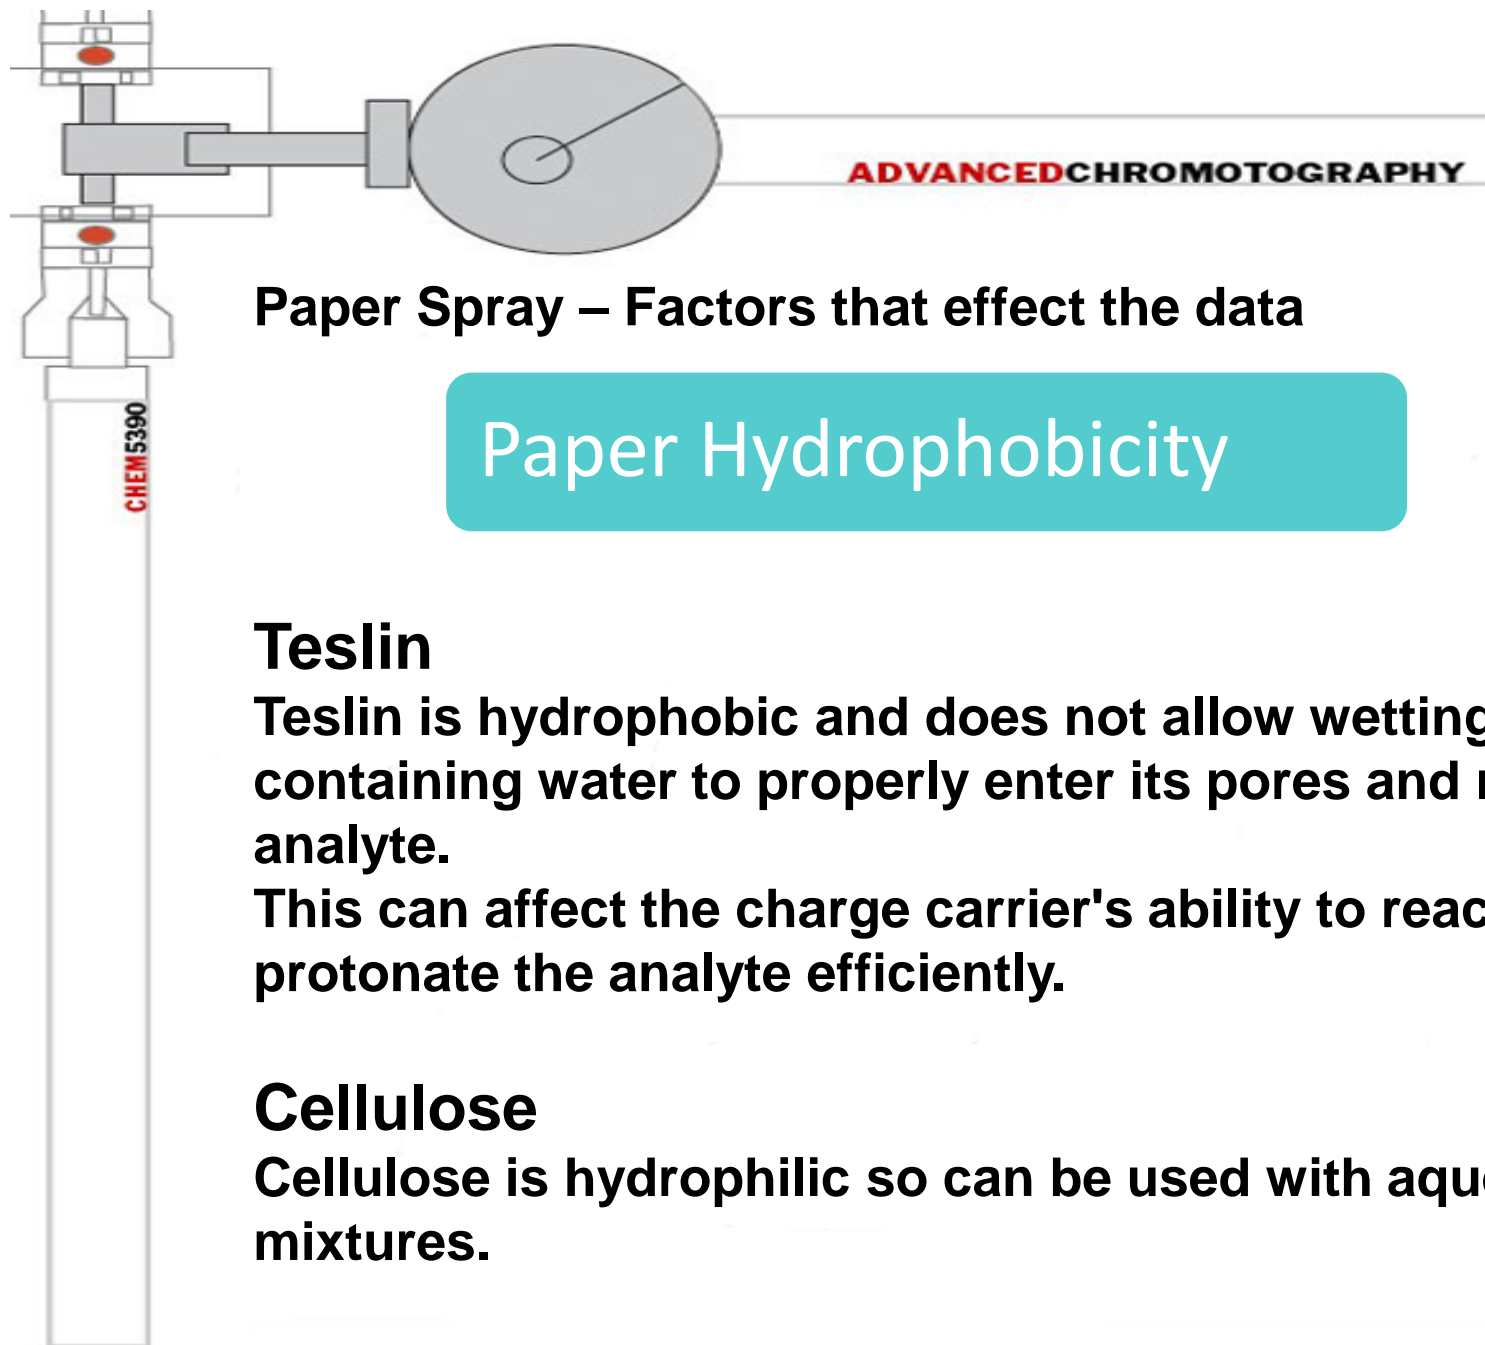 ADVANCEDCHROMOTOGRAPHY
Paper Spray – Factors that effect the data
CHEM5390
Paper Hydrophobicity
Teslin
Teslin is hydrophobic and does not allow wetting
containing water to properly enter its pores and
analyte.
This can affect the charge carrier's ability to
protonate the analyte efficiently.
Cellulose
Cellulose is hydrophilic so can be used with
mixtures.